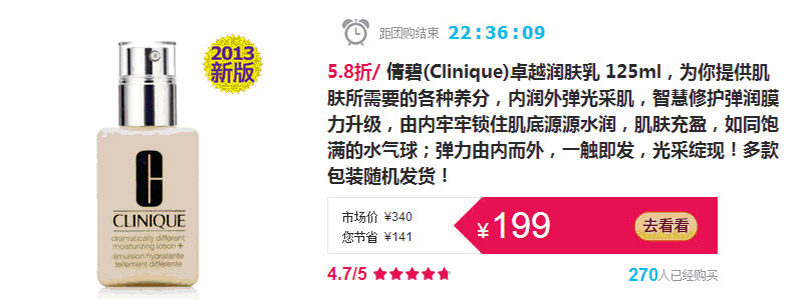 距团购结束 22:36:09
2013
新版
5.8折/ 倩碧(Clinique)卓越润肤乳 125ml，为你提供肌
肤所需要的各种养分，内润外弹光采肌，智慧修护弹润膜
力升级，由内牢牢锁住肌底源源水润，肌肤充盈，如同饱
满的水气球；弹力由内而外，一触即发，光采绽现！多款
包装随机发货！
C
CLINIQUE
dramatically different
moisturizing lotion+
émulsion hydratante
tellement différente
市场价 ¥340
您节省 ¥141
¥199
去看看
4.7/5
270人已经购买